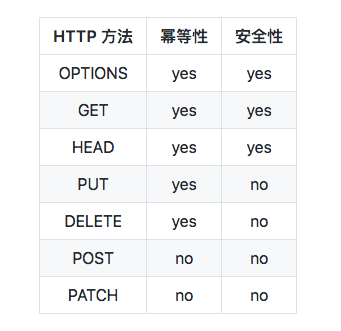 HTTP 方法 幂等性 安全性
OPTIONS yes yes
GET yes yes
HEAD yes yes
PUT yes no
DELETE yes no
POST no no
PATCH no no